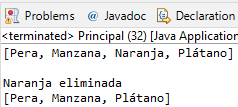 Problems @ Javadoc Declaration
<terminated> Principal (32) [Java Application
[Pera, Manzana, Naranja, Plátano]
Naranja eliminada
[Pera, Manzana, Plátano]